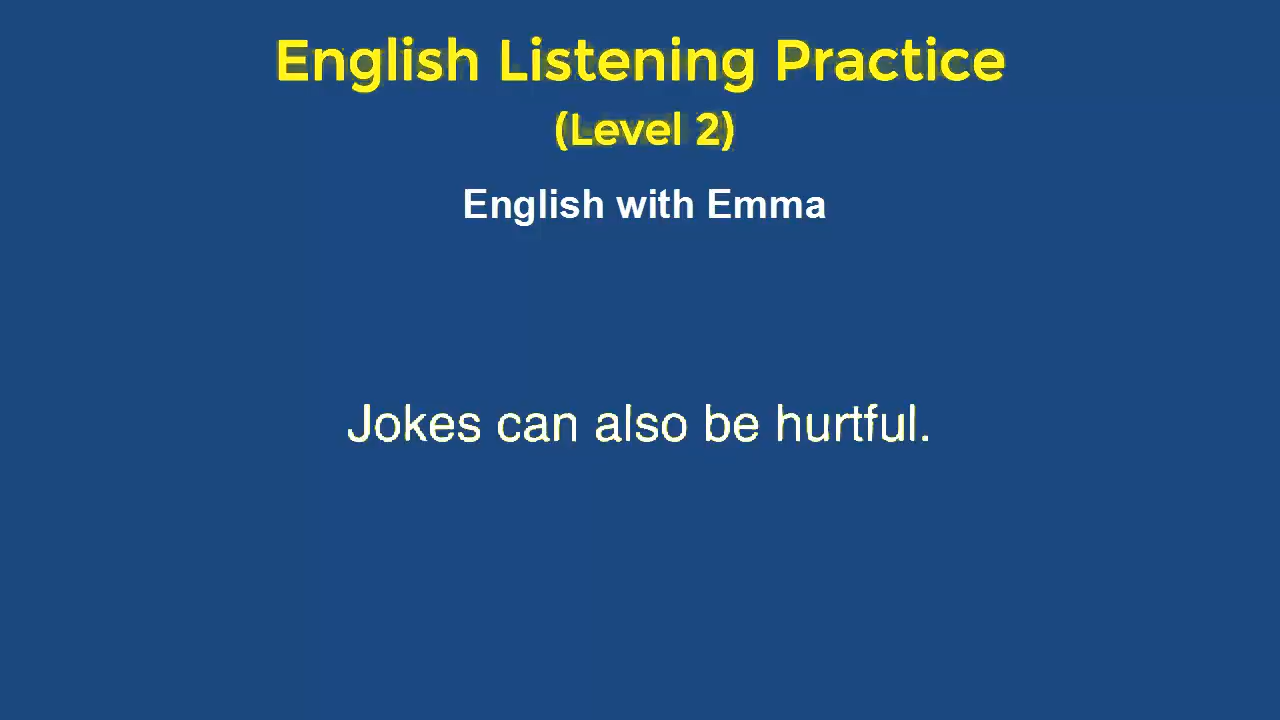 English Listening Practice
(Level 2)
English with Emma
Jokes can also be hurtful.